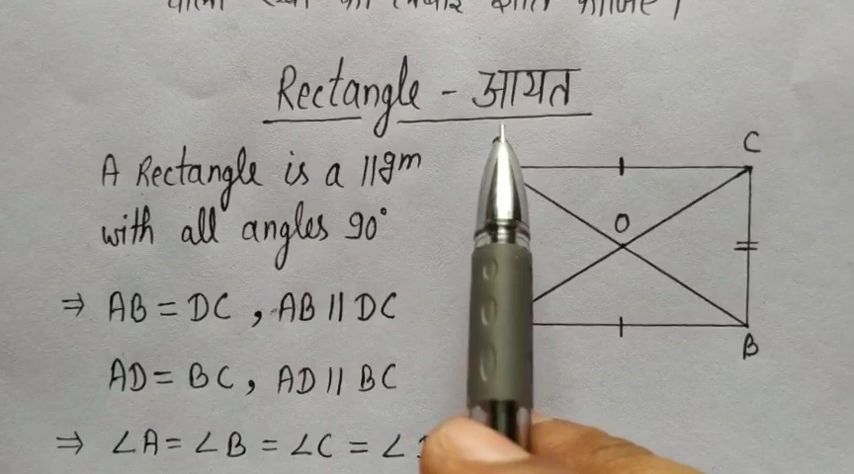 Rectangle - आयत
A Rectangle is a ||gm
with all angles 90°
⇒ AB = DC , AB || DC
AD = BC , AD || BC
⇒ ∠A = ∠B = ∠C = ∠
C
O
B